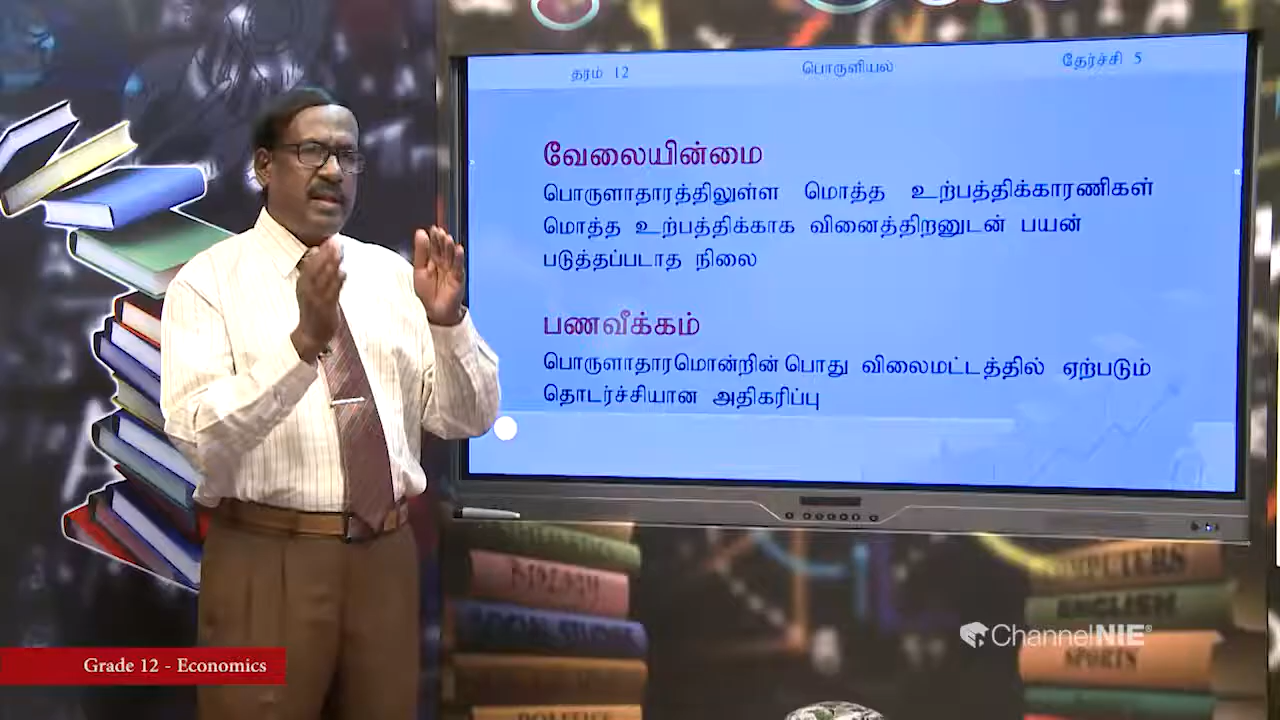 தரம் 12 பொருளியல் தேர்ச்சி 5
வேலையின்மை
பொருளாதாரத்திலுள்ள மொத்த உற்பத்திக்காரணிகள்
மொத்த உற்பத்திக்காக வினைத்திறனுடன் பயன்
படுத்தப்படாத நிலை
பணவீக்கம்
பொருளாதாரமொன்றின் பொது விலைமட்டத்தில் ஏற்படும்
தொடர்ச்சியான அதிகரிப்பு
COMPUTERS
ENGLISH
SPORTS
POLITICS
ChannelNIE
Grade 12 - Economics